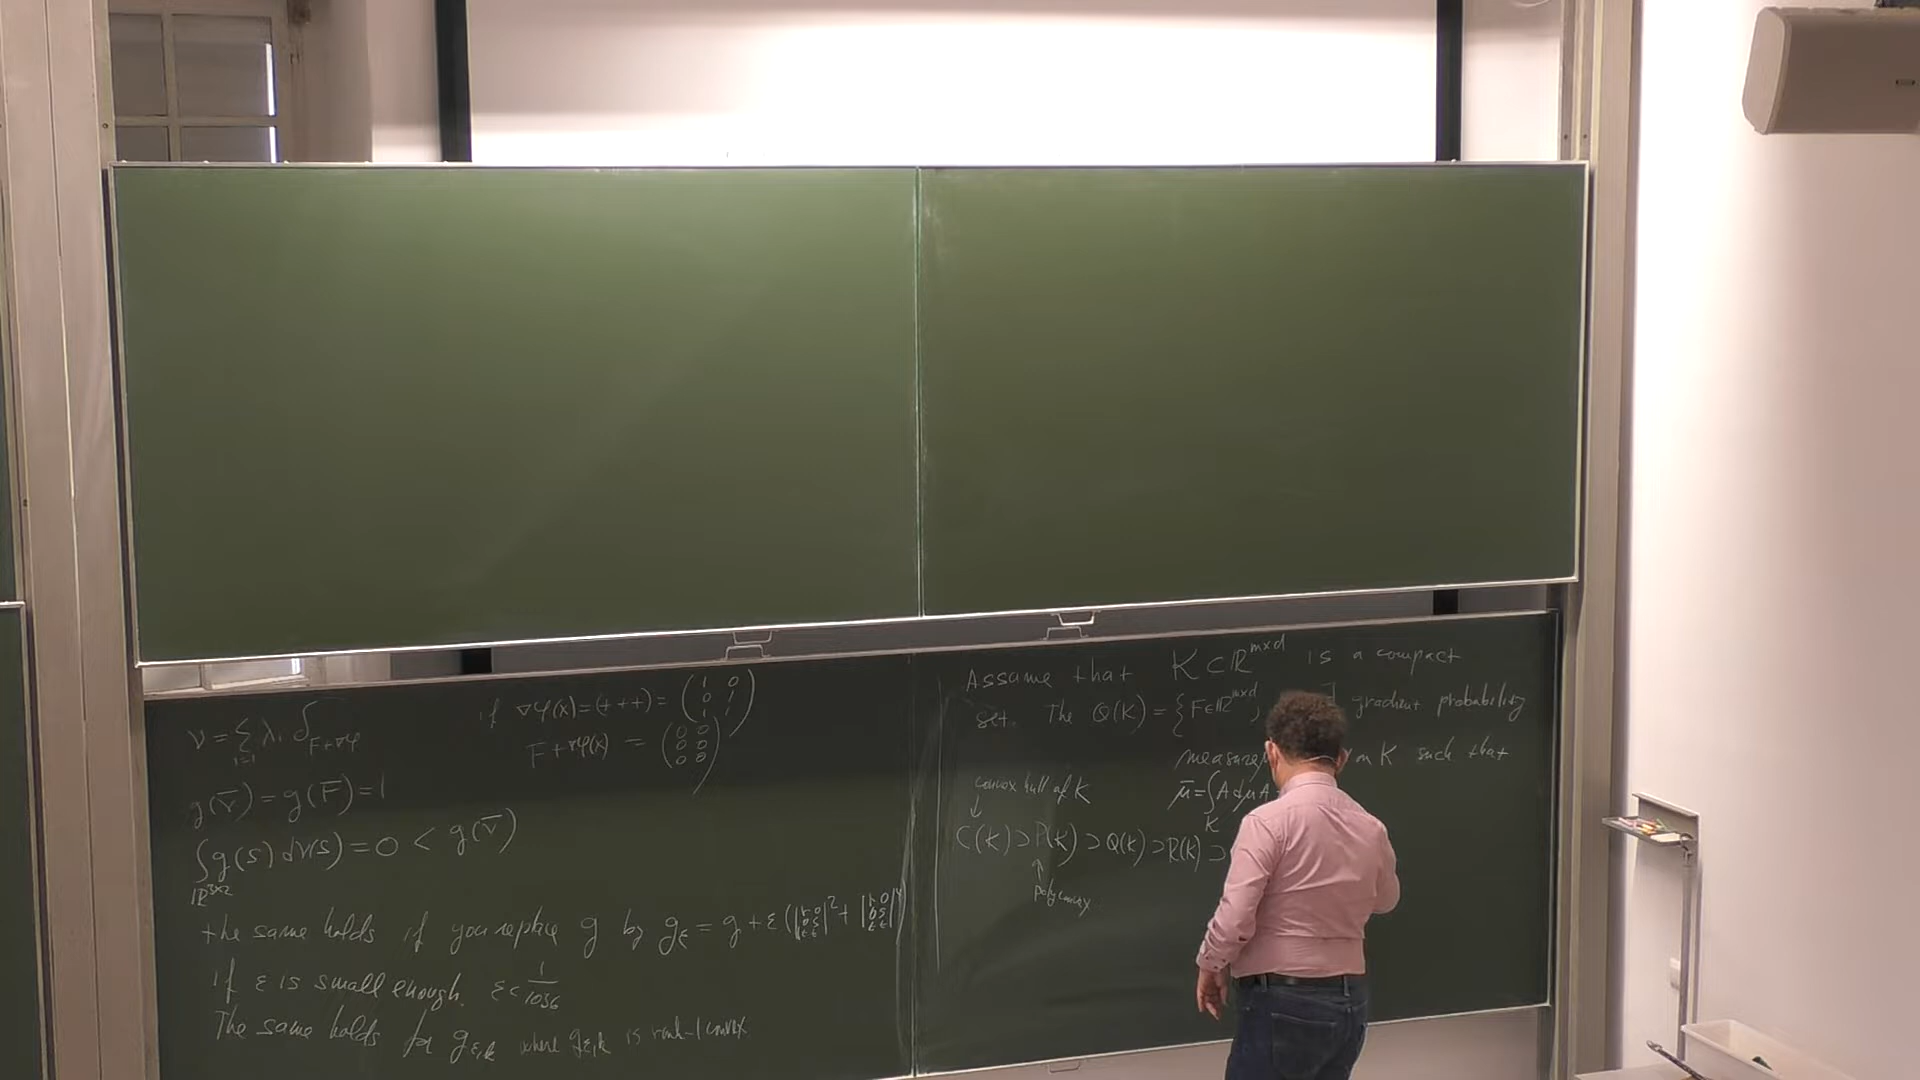 ν = Σ λᵢ δ_{F+∇φ}
i=1
if ∇φ(x) = (+ + +) = (1 0
0 1
1 1)
F + ∇φ(x) = (0 0
0 0
0 0)
g(ν̄) = g(F̄) = 1
∫ g(s) dν(s) = 0 < g(ν̄)
ℝ^{3×2}
the same holds if you replace g by g_ε = g + ε(| |² + | |⁴
if ε is small enough. ε < 1/1036
The same holds for g_{ε,k} where g_{ε,k} is rank-1 convex
Assume that K ⊂ ℝ^{m×d} is a compact
set. The Q(K) = {F ∈ ℝ^{m×d}; ∃ gradient probability
measure on K such that
convex hull of K
μ̄ = ∫ A dμ A
K
↓
C(K) ⊃ P(K) ⊃ Q(K) ⊃ R(K) ⊃
↑
polyconvex